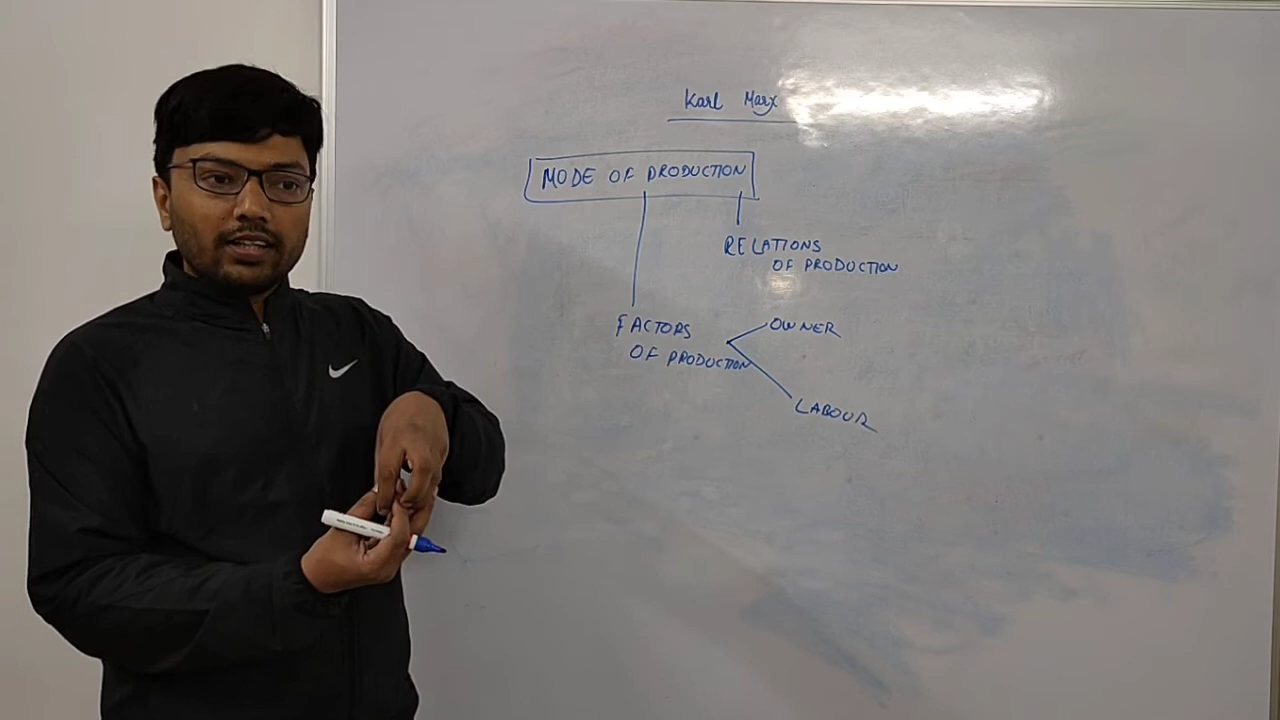 Karl Marx
MODE OF PRODUCTION
RELATIONS
OF PRODUCTION
FACTORS
OF PRODUCTION
OWNER
LABOUR